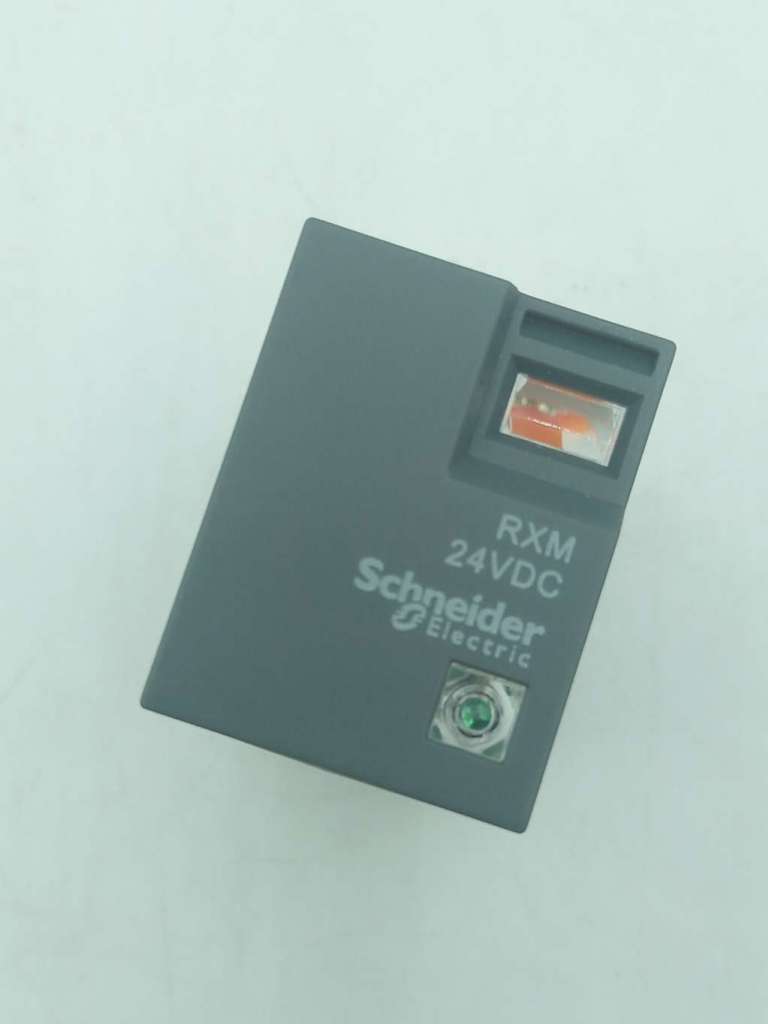 RXM
24VDC
Schneider
Electric